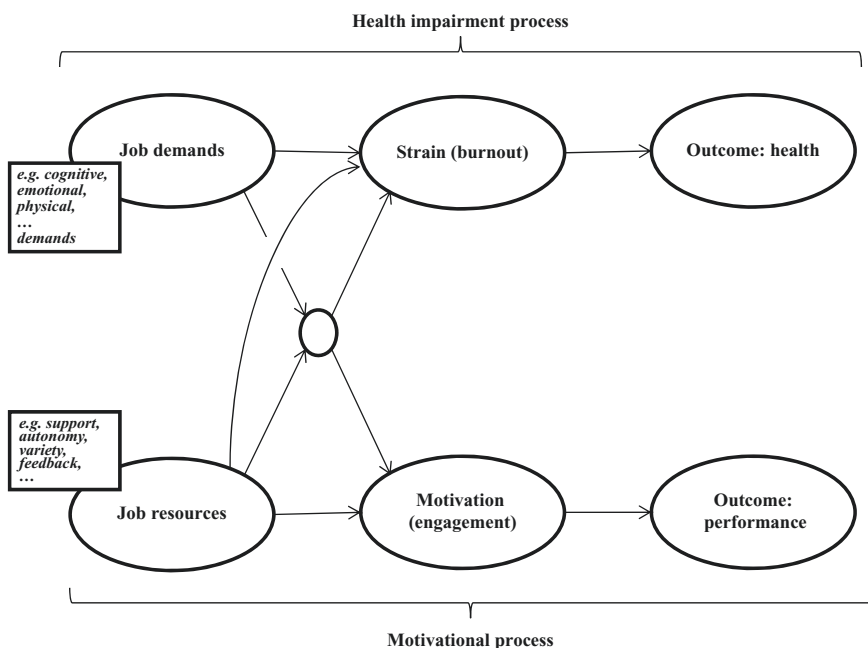 Health impairment process
Job demands
Strain (burnout)
Outcome: health
e.g. cognitive,
emotional,
physical,
…
demands
e.g. support,
autonomy,
variety,
feedback,
…
Job resources
Motivation
(engagement)
Outcome:
performance
Motivational process